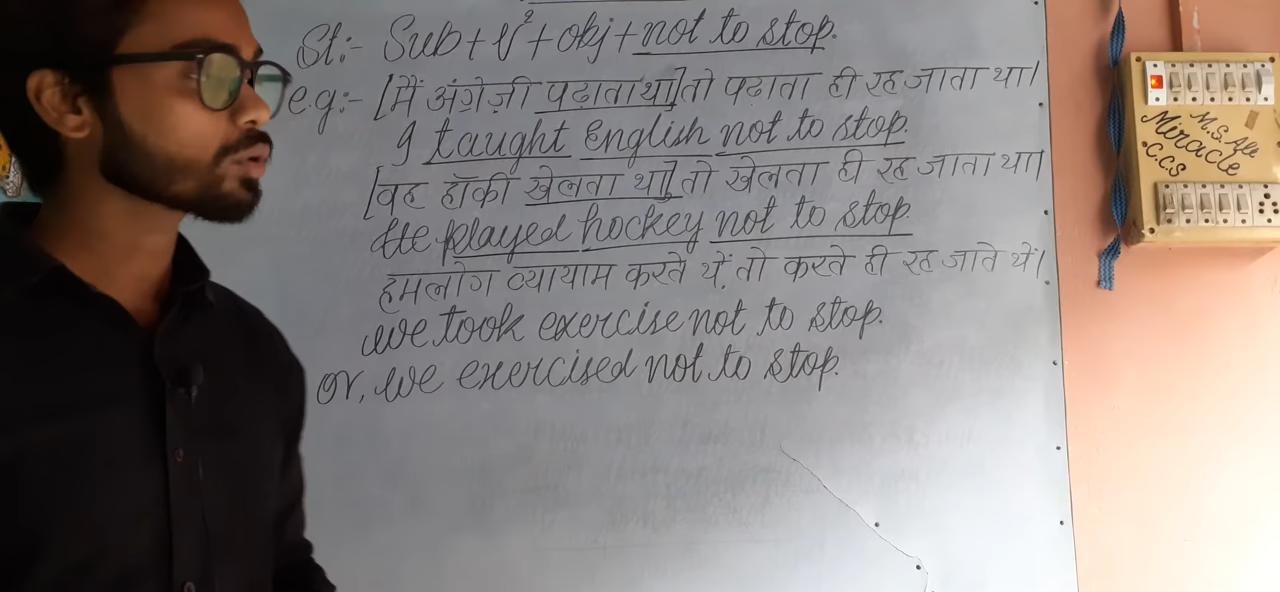 St:- Sub+V²+obj+not to stop.
e.g:- [मैं अंग्रेज़ी पढ़ाता था] तो पढ़ाता ही रह जाता था।
I taught English not to stop.
[वह हॉकी खेलता था] तो खेलता ही रह जाता था।
He played hockey not to stop
हमलोग व्यायाम करते थें, तो करते ही रह जाते थें।
we took exercise not to stop.
or, we exercised not to stop.
M.S. Ale
Miracle
C.C.S